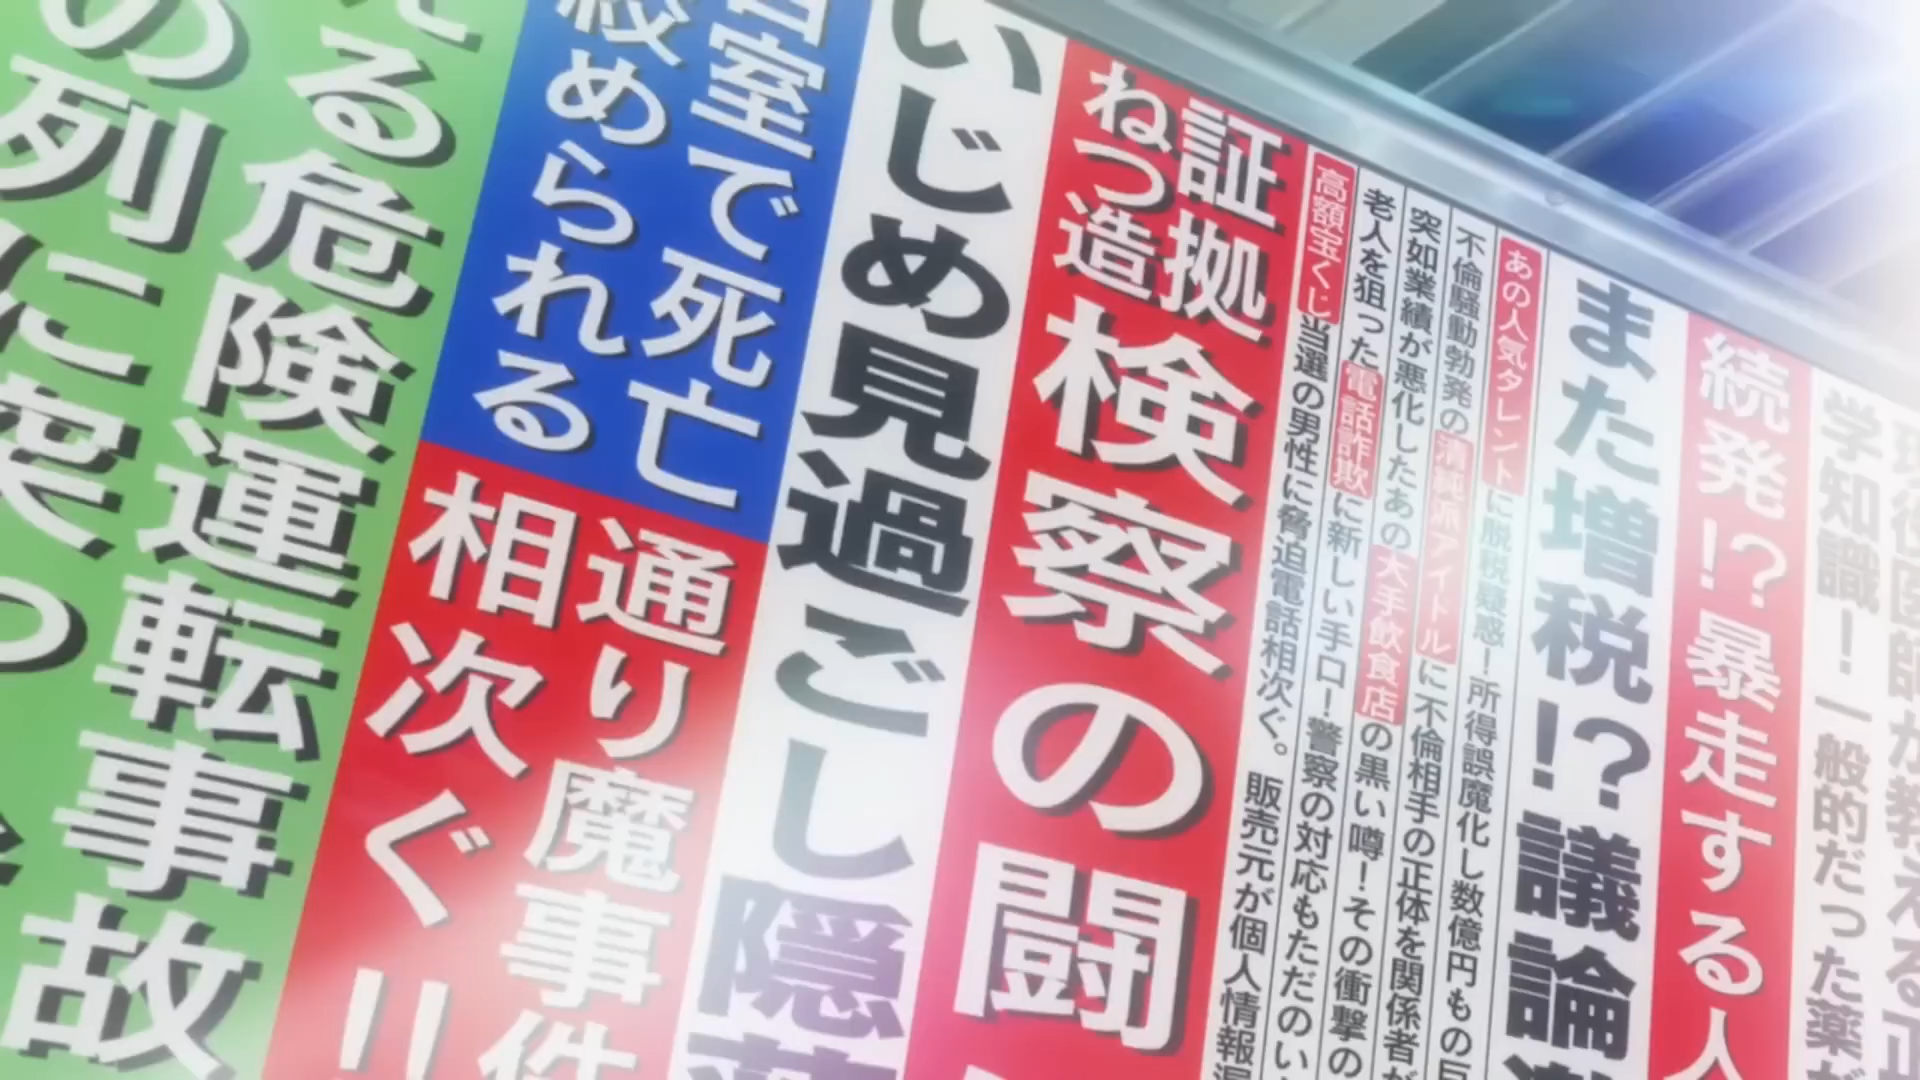 現役医師が教える正
学知識！一般的だった薬が
続発!?暴走する人
また増税!?議論
あの人気タレントに脱税疑惑！所得誤魔化し数億円もの巨
不倫騒動勃発の清純派アイドルに不倫相手の正体を関係者が
突如業績が悪化したあの大手飲食店の黒い噂！その衝撃の
老人を狙った電話詐欺に新しい手口！警察の対応もただのい
高額宝くじ当選の男性に脅迫電話相次ぐ。販売元が個人情報漏
証拠
ねつ造
検察の闘
いじめ見過ごし隠蔽
室で死亡
絞められる
通り魔事件
相次ぐ!!
る危険運転事故
の列に突っ